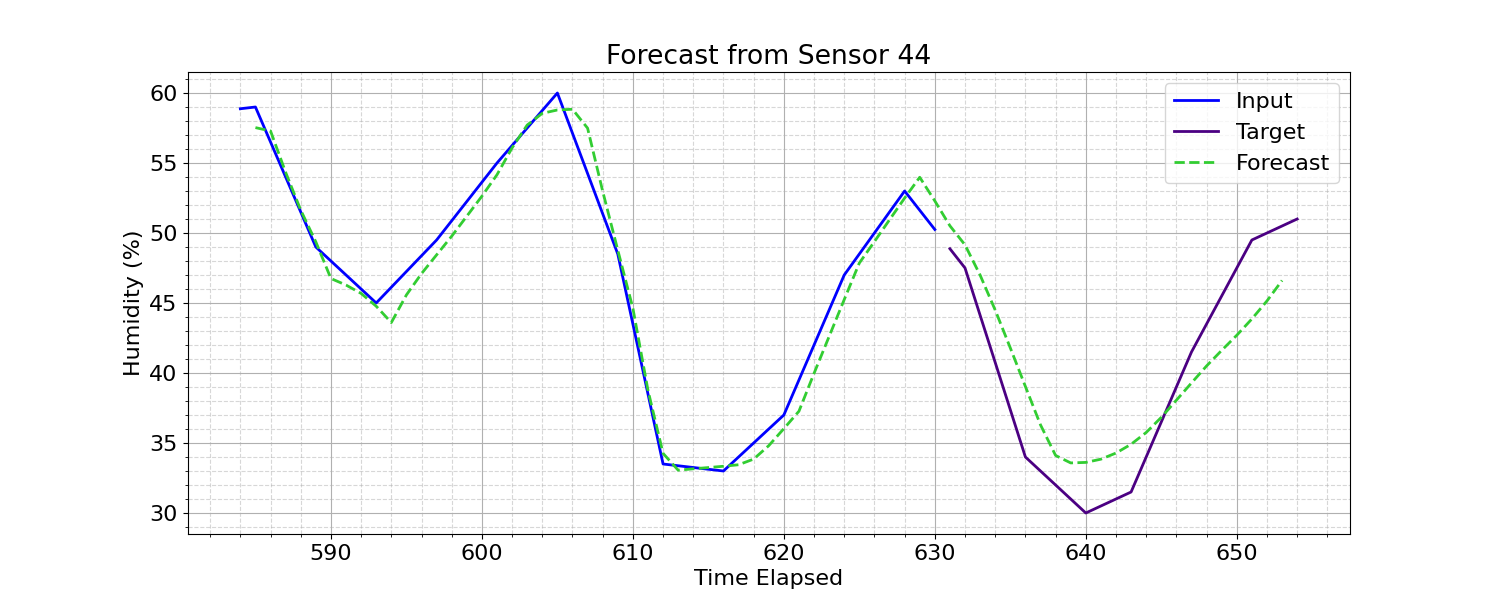 Forecast from Sensor 44
Humidity (%)
60
55
50
45
40
35
30
590 600 610 620 630 640 650
Time Elapsed
Input
Target
Forecast